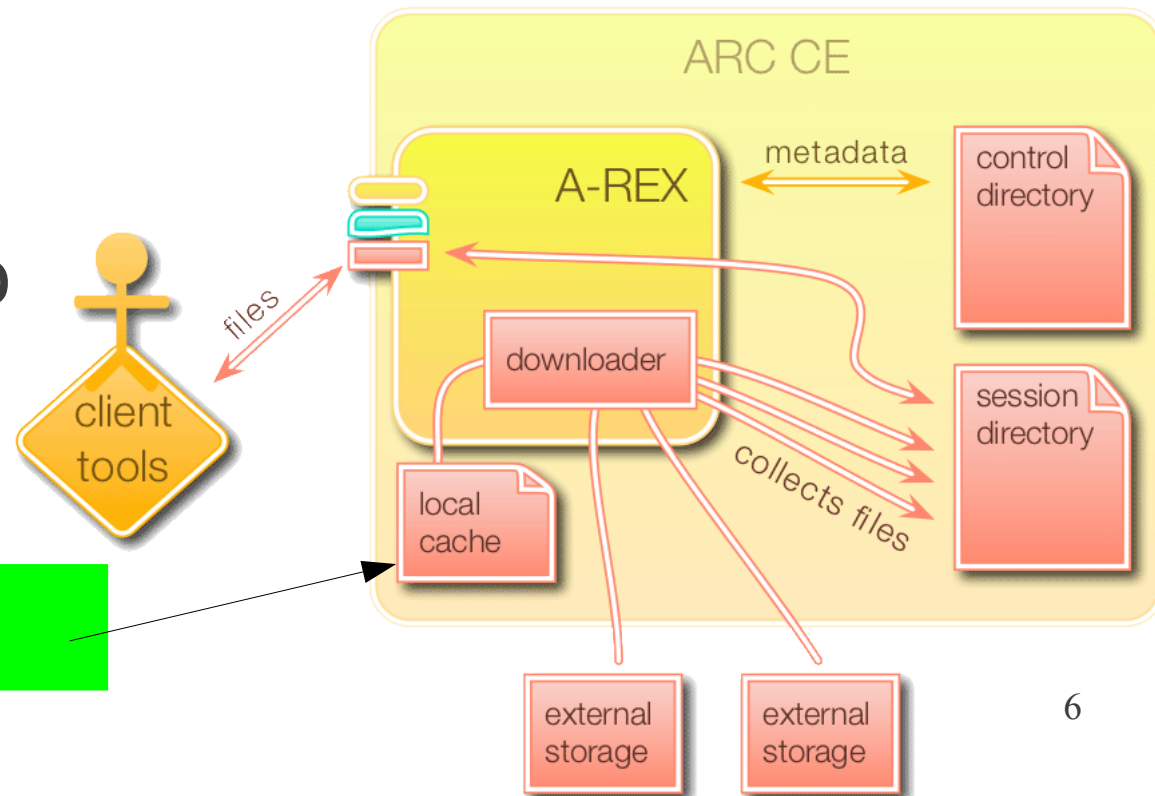 ARC CE
A-REX
metadata
control
directory
files
downloader
session
directory
client
tools
collects files
local
cache
external
storage
external
storage
6